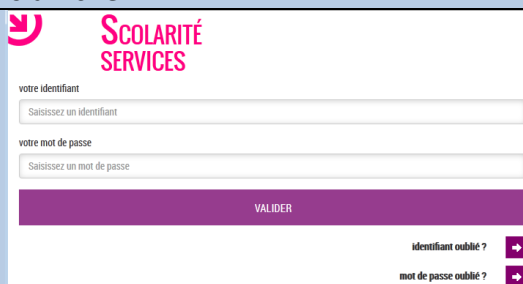 SCOLARITÉ
SERVICES
votre identifiant
Saisissez un identifiant
votre mot de passe
Saisissez un mot de passe
VALIDER
identifiant oublié ?
mot de passe oublié ?